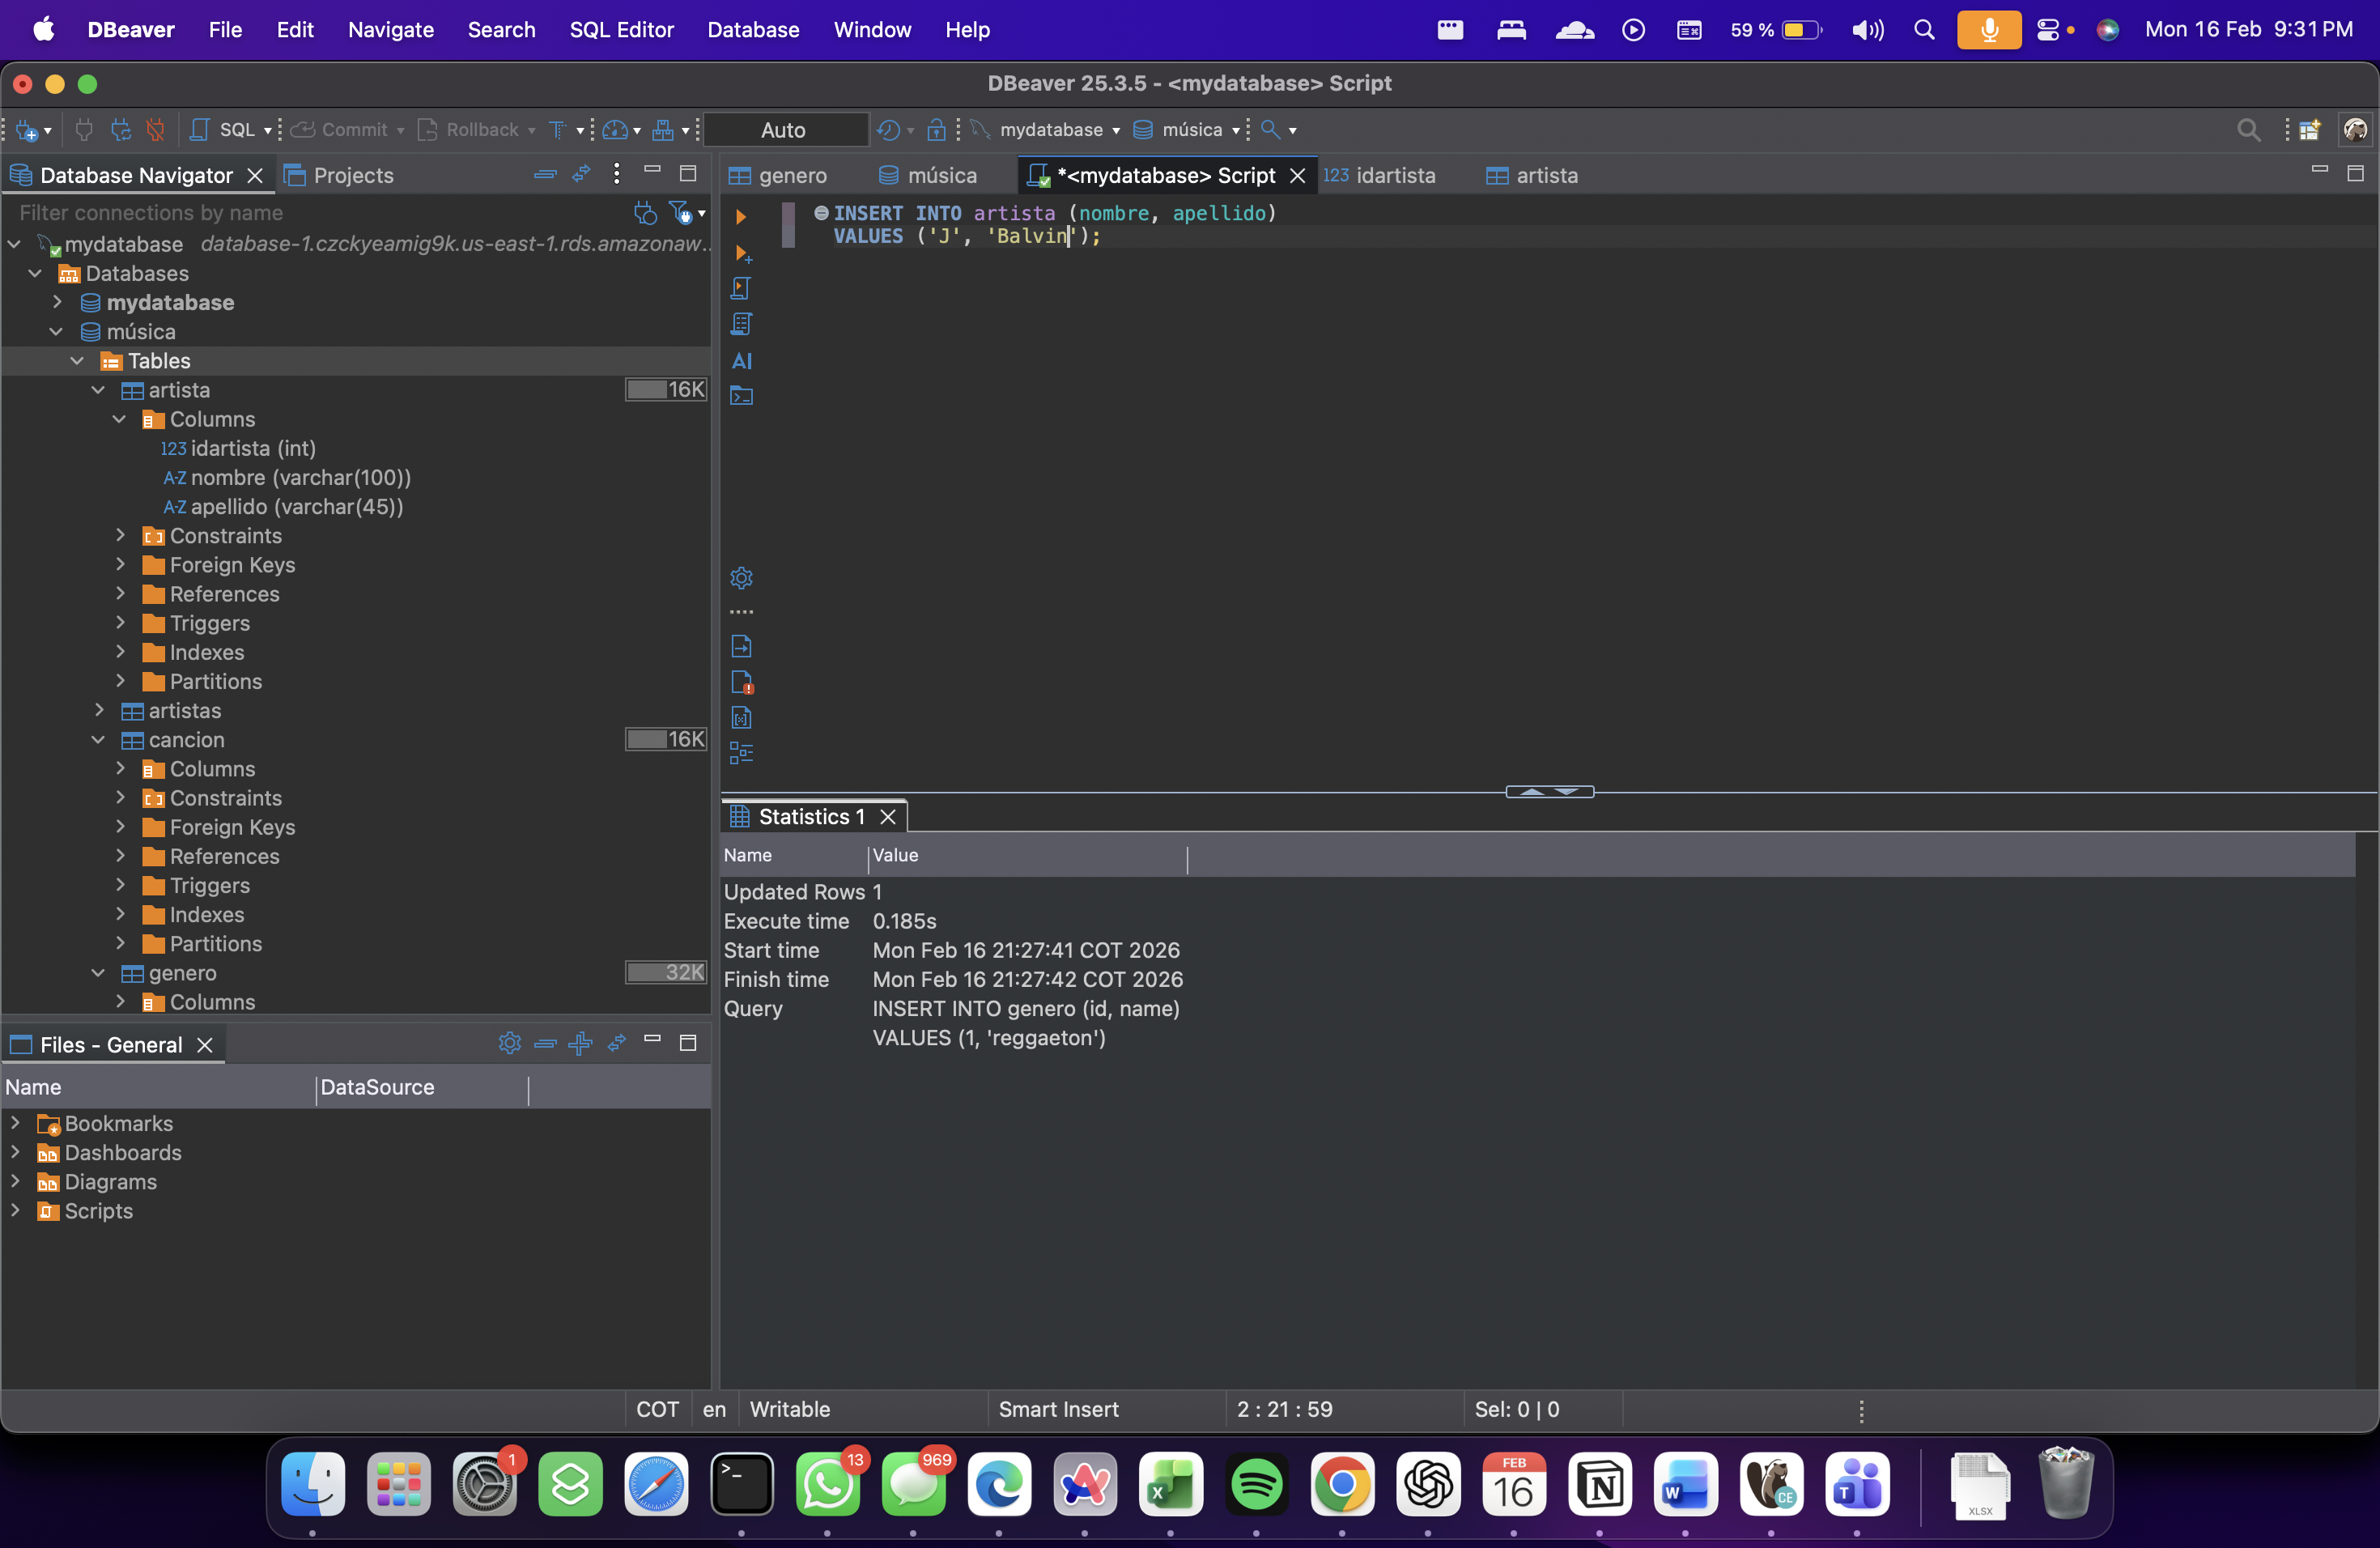 DBeaver File Edit Navigate Search SQL Editor Database Window Help 59 % Mon 16 Feb 9:31 PM
DBeaver 25.3.5 - <mydatabase> Script
SQL Commit Rollback Auto mydatabase música
Database Navigator Projects
Filter connections by name
mydatabase database-1.czckyeamig9k.us-east-1.rds.amazonaw...
Databases
mydatabase
música
Tables
artista 16K
Columns
123 idartista (int)
A-Z nombre (varchar(100))
A-Z apellido (varchar(45))
Constraints
Foreign Keys
References
Triggers
Indexes
Partitions
artistas
cancion 16K
Columns
Constraints
Foreign Keys
References
Triggers
Indexes
Partitions
genero 32K
Columns
Files - General
Name DataSource
Bookmarks
Dashboards
Diagrams
Scripts
genero música *<mydatabase> Script 123 idartista artista
INSERT INTO artista (nombre, apellido)
VALUES ('J', 'Balvin');
AI
Statistics 1
Name Value
Updated Rows 1
Execute time 0.185s
Start time Mon Feb 16 21:27:41 COT 2026
Finish time Mon Feb 16 21:27:42 COT 2026
Query INSERT INTO genero (id, name)
VALUES (1, 'reggaeton')
COT en Writable Smart Insert 2 : 21 : 59 Sel: 0 | 0
1 13 969 FEB
16
CE
XLSX